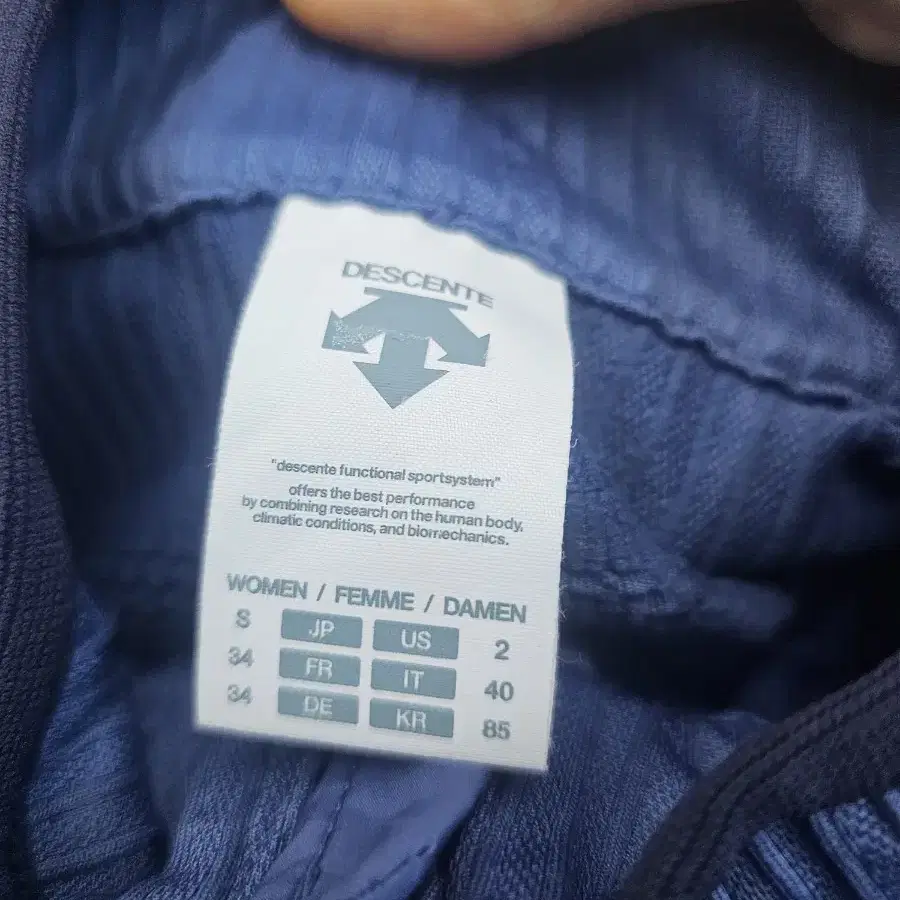 DESCENTE
"descente functional sportsystem"
offers the best performance
by combining research on the human body,
climatic conditions, and biomechanics.
WOMEN / FEMME / DAMEN
S JP US 2
34 FR IT 40
34 DE KR 85